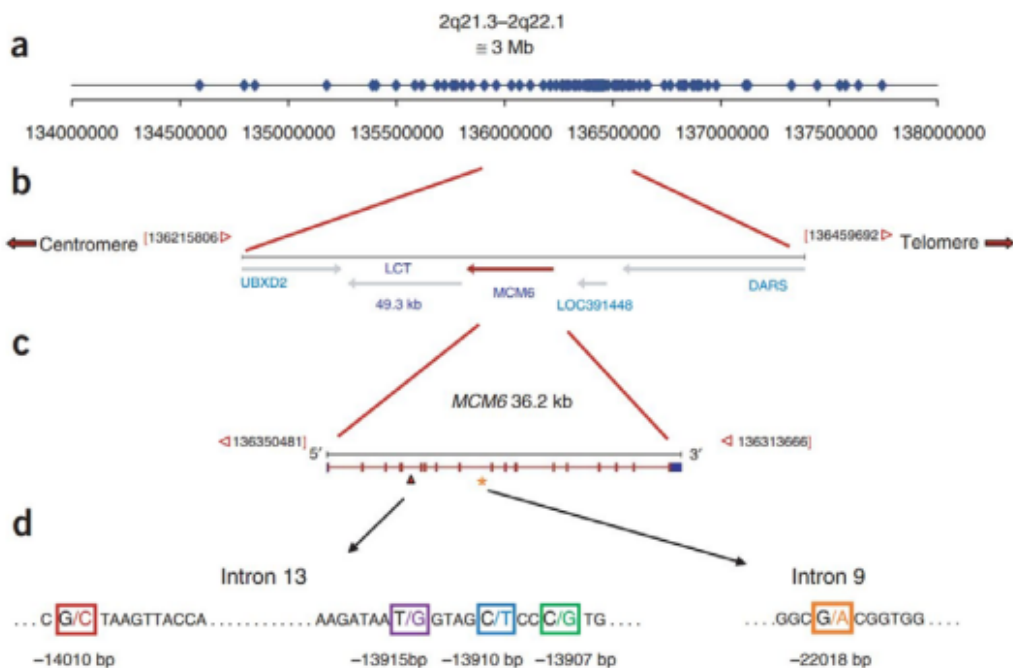 2q21.3–2q22.1
a
≅ 3 Mb
134000000 134500000 135000000 135500000 136000000 136500000 137000000 137500000 138000000
b
Centromere [136215806 [136459692 Telomere
UBXD2 LCT DARS
49.3 kb MCM6 LOC391448
c
MCM6 36.2 kb
136350481] 136313666]
5′ 3′
d
Intron 13 Intron 9
...C G/C TAAGTTACCA............. AAGATAAT/G GTAG C/T CC C/G TG.... ....GGC G/A CGGTGG....
–14010 bp –13915bp –13910 bp –13907 bp –22018 bp